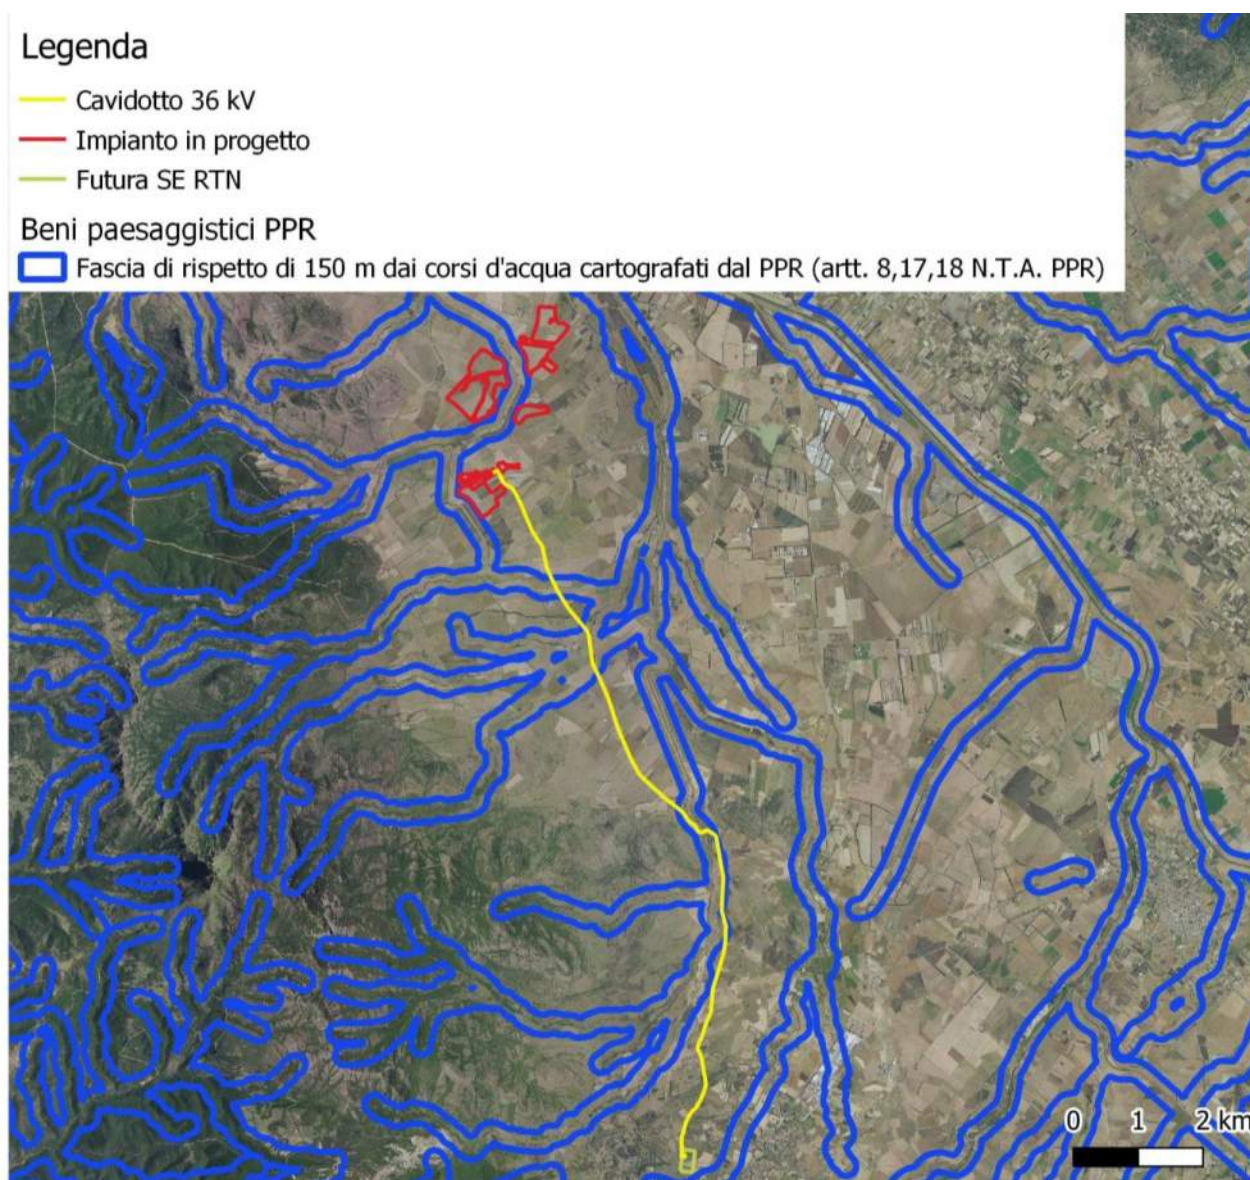 Legenda
Cavidotto 36 kV
Impianto in progetto
Futura SE RTN
Beni paesaggistici PPR
Fascia di rispetto di 150 m dai corsi d'acqua cartografati dal PPR (artt. 8,17,18 N.T.A. PPR)
0 1 2 km